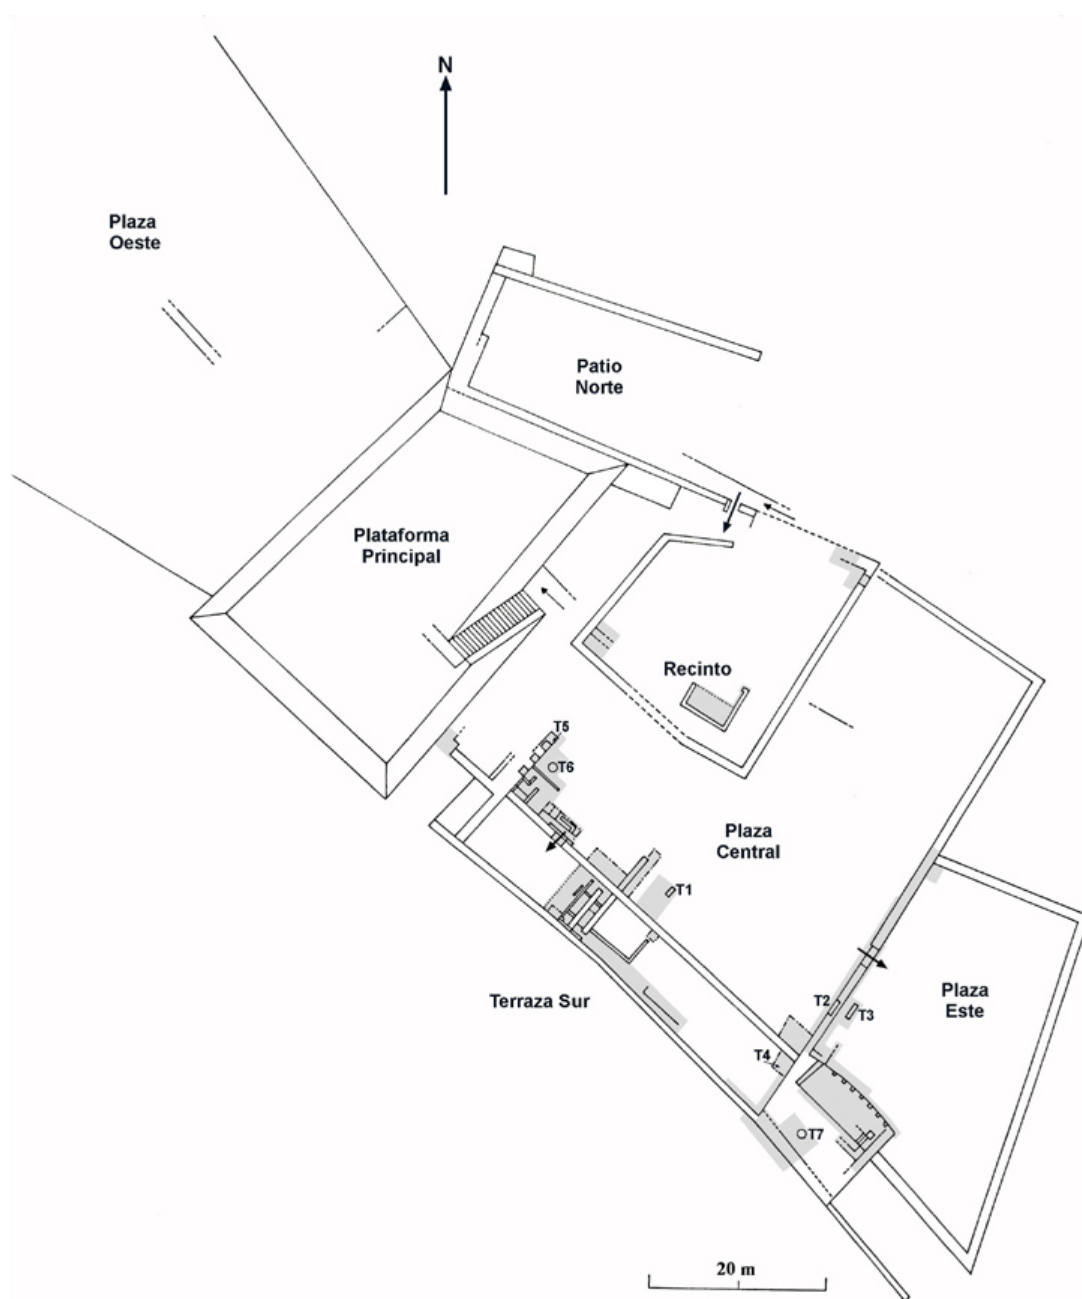 N
Plaza
Oeste
Patio
Norte
Plataforma
Principal
Recinto
T5
T6
Plaza
Central
T1
Terraza Sur
Plaza
Este
T2
T3
T4
T7
20 m